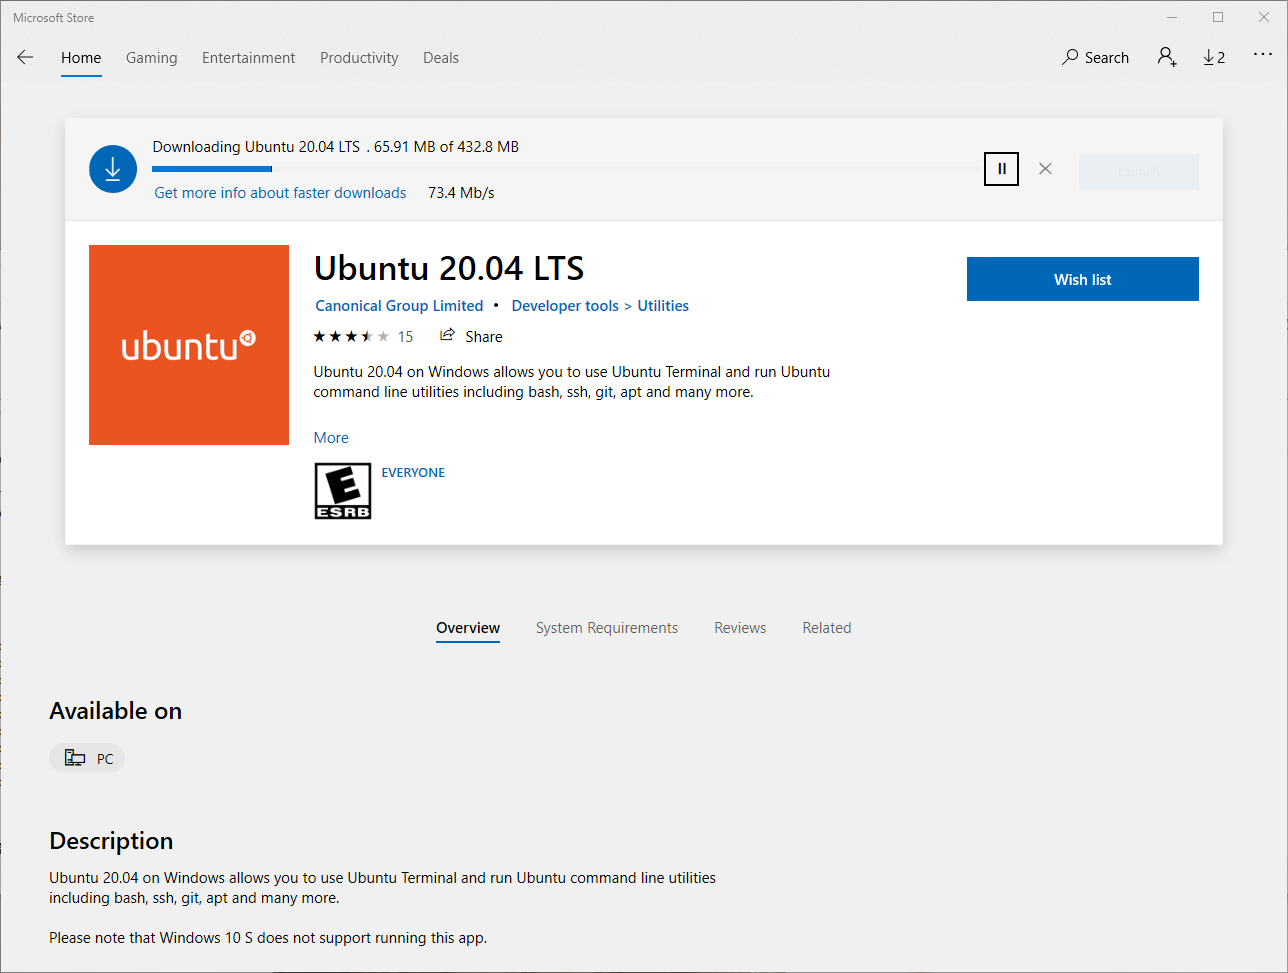 Microsoft Store
Home Gaming Entertainment Productivity Deals Search 2
Downloading Ubuntu 20.04 LTS . 65.91 MB of 432.8 MB
Launch
Get more info about faster downloads 73.4 Mb/s
Ubuntu 20.04 LTS
Wish list
Canonical Group Limited • Developer tools > Utilities
ubuntu
15 Share
Ubuntu 20.04 on Windows allows you to use Ubuntu Terminal and run Ubuntu
command line utilities including bash, ssh, git, apt and many more.
More
E
ESRB
EVERYONE
Overview System Requirements Reviews Related
Available on
PC
Description
Ubuntu 20.04 on Windows allows you to use Ubuntu Terminal and run Ubuntu command line utilities
including bash, ssh, git, apt and many more.
Please note that Windows 10 S does not support running this app.